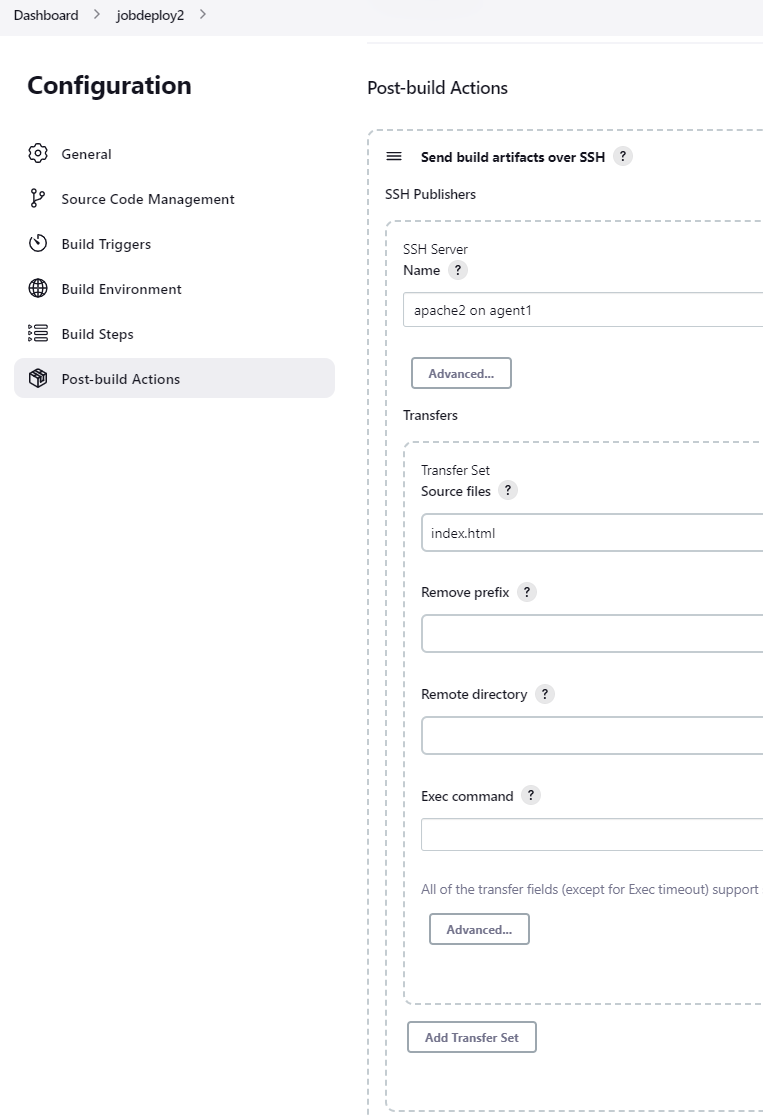 Dashboard > jobdeploy2 >
Configuration
General
Source Code Management
Build Triggers
Build Environment
Build Steps
Post-build Actions
Post-build Actions
Send build artifacts over SSH ?
SSH Publishers
SSH Server
Name ?
apache2 on agent1
Advanced...
Transfers
Transfer Set
Source files ?
index.html
Remove prefix ?
Remote directory ?
Exec command ?
All of the transfer fields (except for Exec timeout) support
Advanced...
Add Transfer Set